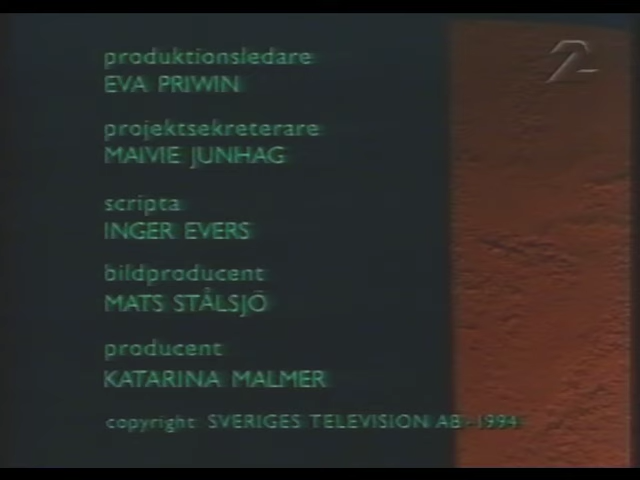 produktionsledare
EVA PRIWIN
projektsekreterare
MAIVIE JUNHAG
scripta
INGER EVERS
bildproducent
MATS STÅLSJÖ
producent
KATARINA MALMER
copyright SVERIGES TELEVISION AB -1994
2